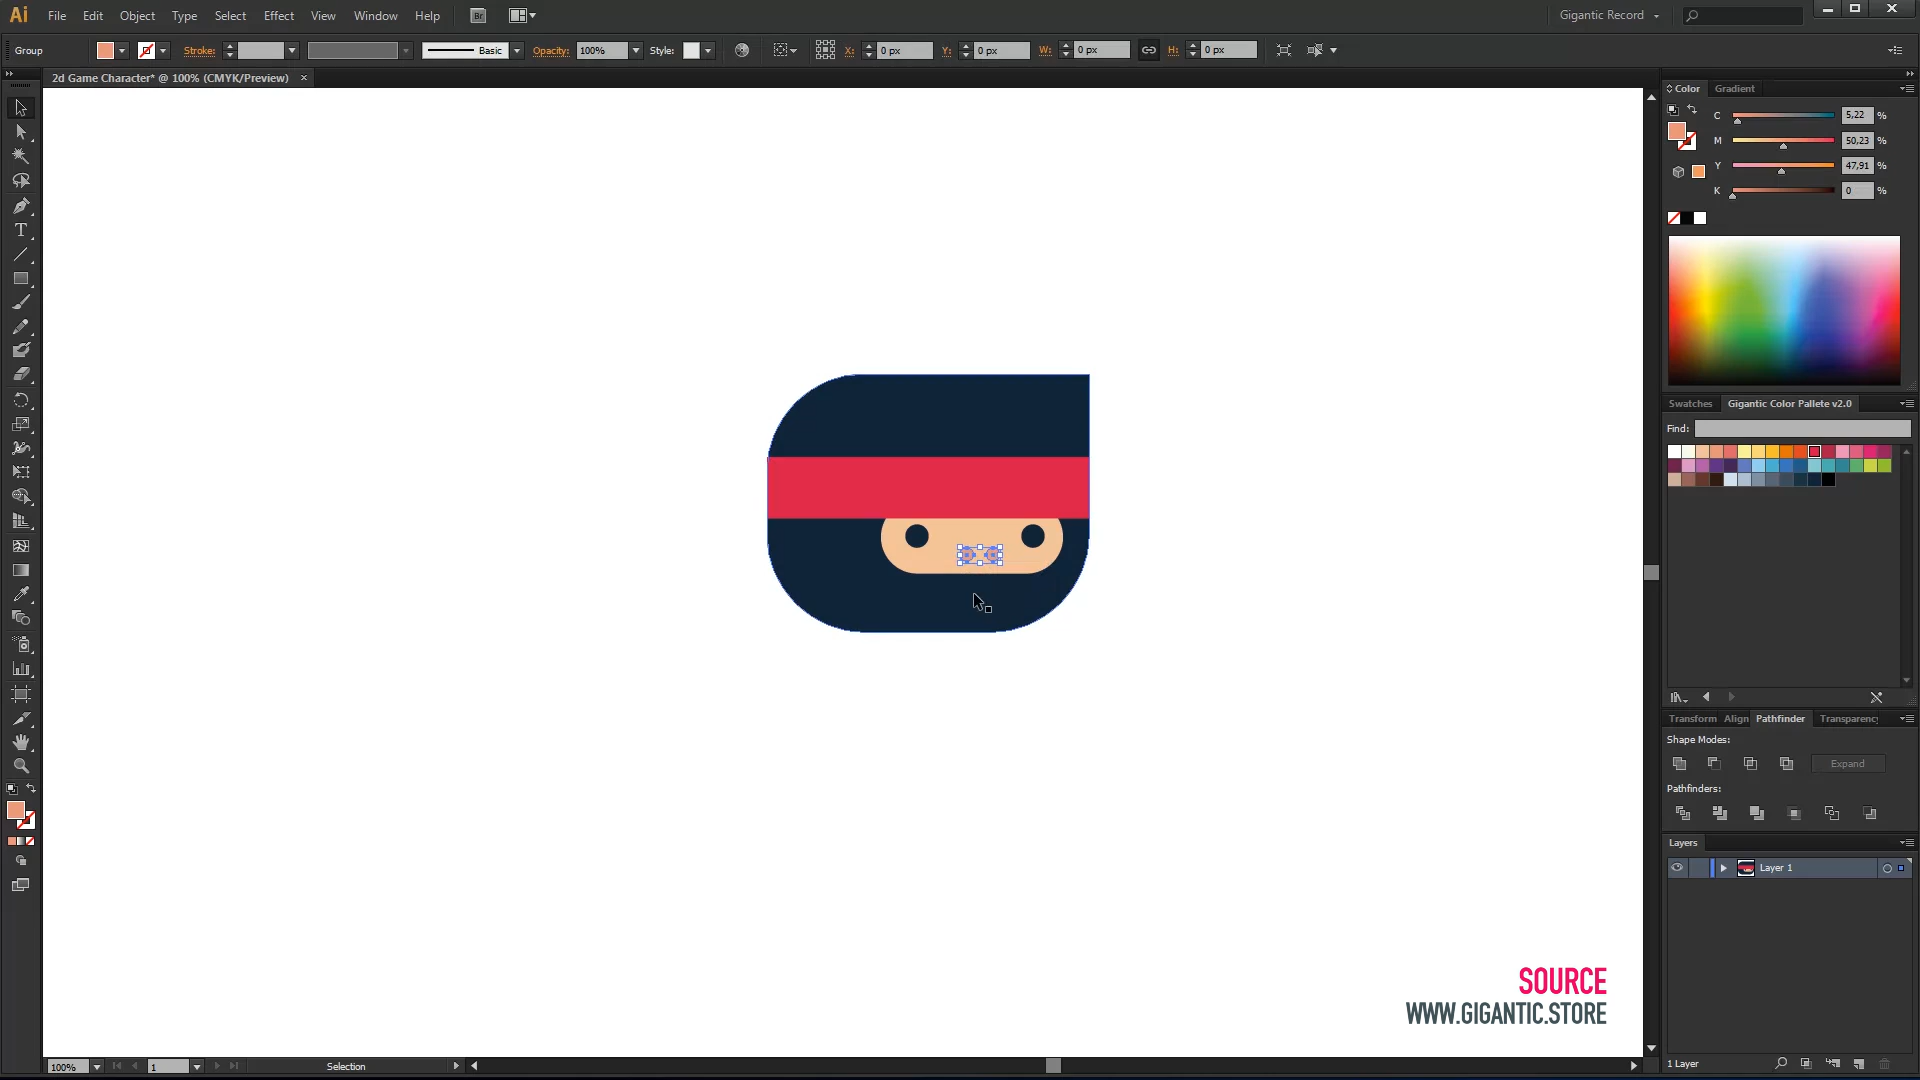 Ai File Edit Object Type Select Effect View Window Help Br Gigantic Record
Group Stroke: Basic Opacity: 100% Style: X: 0 px Y: 0 px W: 0 px H: 0 px
2d Game Character* @ 100% (CMYK/Preview) ×
Color Gradient
C 5,22 %
M 50,23 %
Y 47,91 %
K 0 %
Swatches Gigantic Color Pallete v2.0
Find:
Transform Align Pathfinder Transparency
Shape Modes:
Expand
Pathfinders:
Layers
Layer 1
SOURCE
WWW.GIGANTIC.STORE
100% 1 Selection
1 Layer